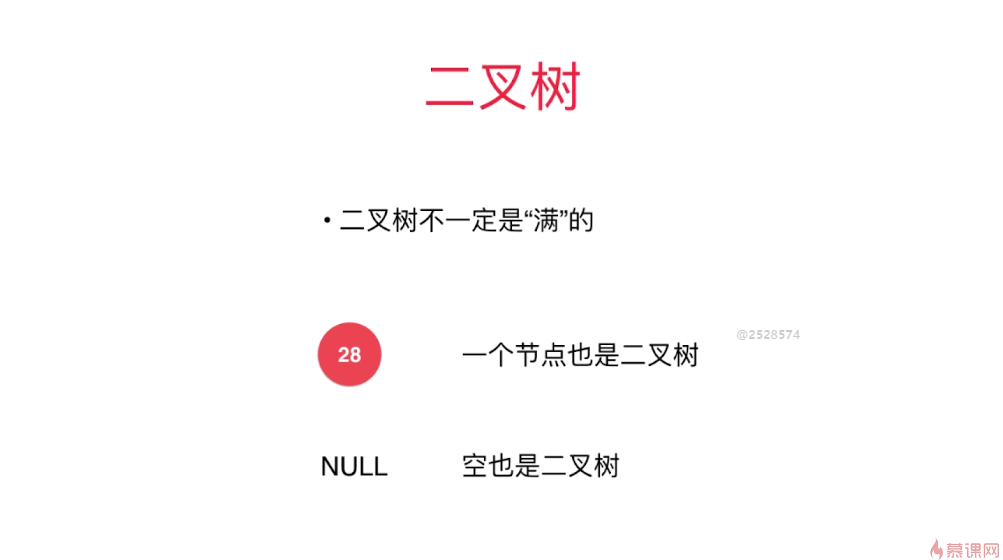 二叉树
• 二叉树不一定是“满”的
@2528574
28 一个节点也是二叉树
NULL 空也是二叉树
慕课网